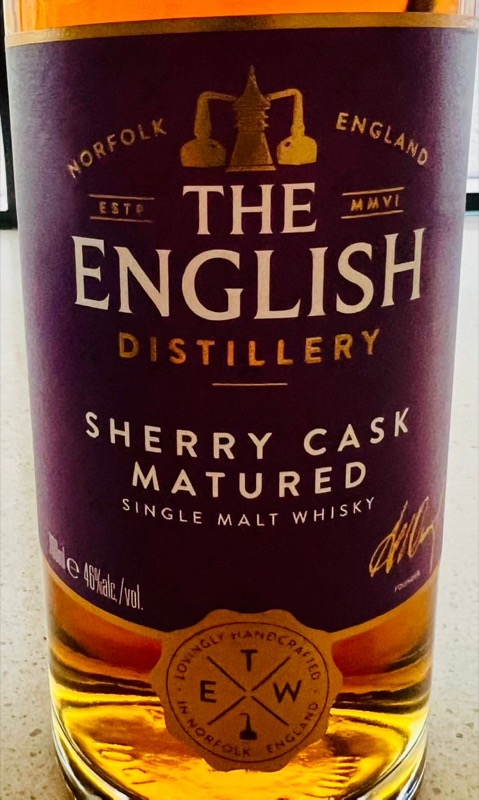 NORFOLK ENGLAND
ESTD MMVI
THE
ENGLISH
DISTILLERY
SHERRY CASK
MATURED
SINGLE MALT WHISKY
e 46%alc./vol.
FOUNDER
LOVINGLY HANDCRAFTED
T
E W
IN NORFOLK ENGLAND